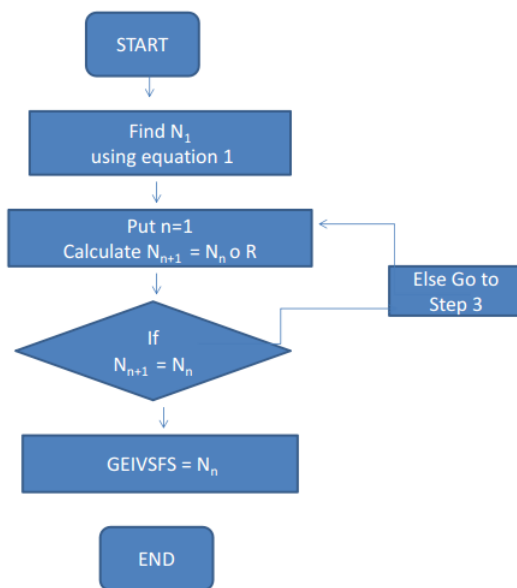 START
Find N₁
using equation 1
Put n=1
Calculate Nₙ₊₁ = Nₙ o R
Else Go to
Step 3
If
Nₙ₊₁ = Nₙ
GEIVSFS = Nₙ
END